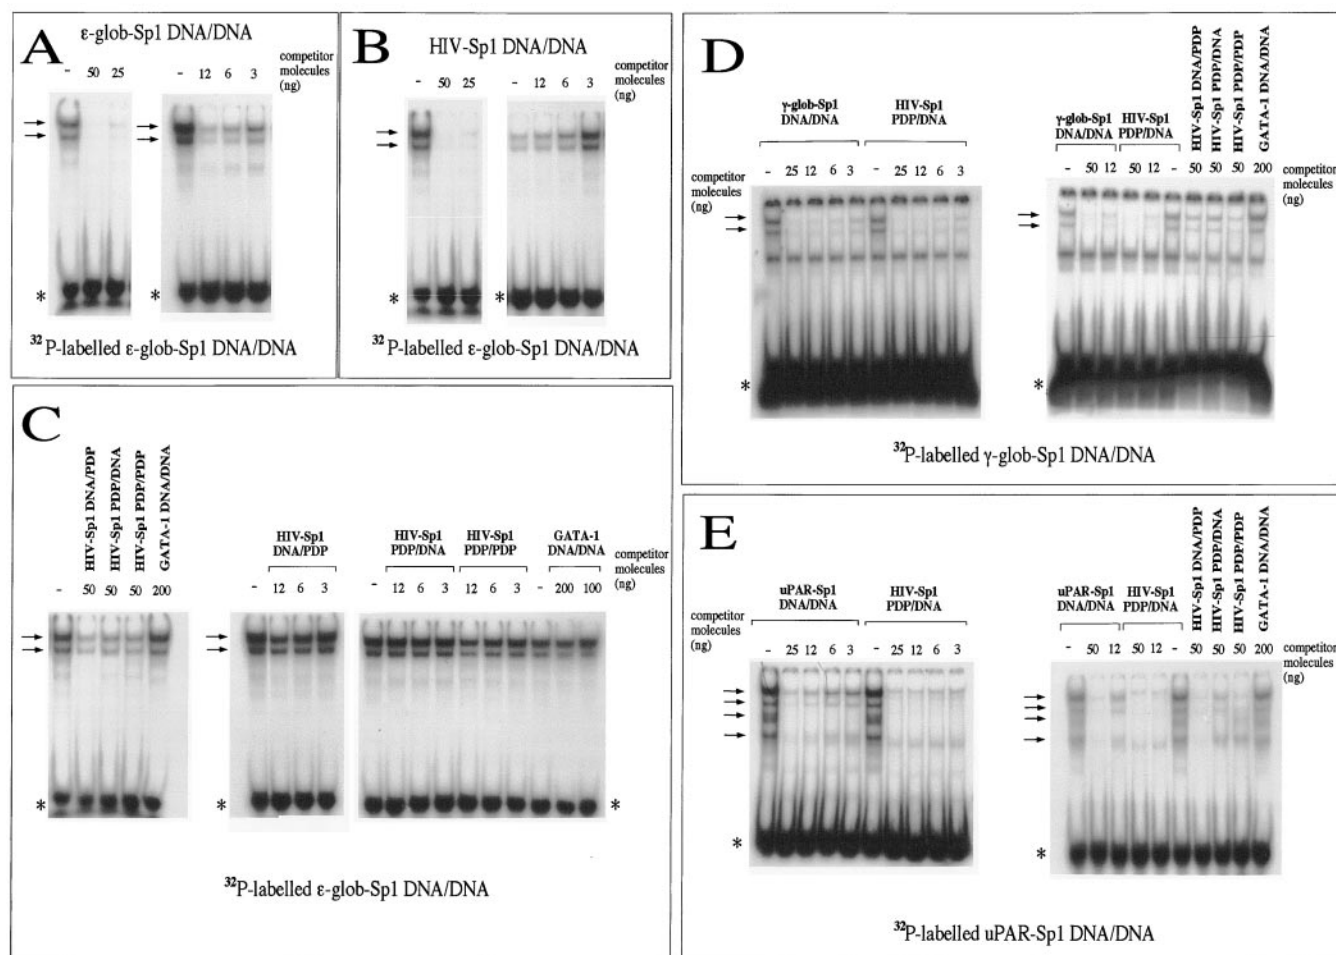 A
ε-glob-Sp1 DNA/DNA
- 50 25
- 12 6 3
competitor
molecules
(ng)
*
*
³²P-labelled ε-glob-Sp1 DNA/DNA
B
HIV-Sp1 DNA/DNA
- 50 25
- 12 6 3
competitor
molecules
(ng)
*
*
³²P-labelled ε-glob-Sp1 DNA/DNA
C
HIV-Sp1 DNA/PDP
HIV-Sp1 PDP/DNA
HIV-Sp1 PDP/PDP
GATA-1 DNA/DNA
- 50 50 50 200
HIV-Sp1
DNA/PDP
- 12 6 3
HIV-Sp1
PDP/DNA
HIV-Sp1
PDP/PDP
GATA-1
DNA/DNA
- 12 6 3 12 6 3 - 200 100
competitor
molecules
(ng)
*
*
*
³²P-labelled ε-glob-Sp1 DNA/DNA
D
γ-glob-Sp1
DNA/DNA
HIV-Sp1
PDP/DNA
competitor
molecules
(ng)
- 25 12 6 3 - 25 12 6 3
γ-glob-Sp1
DNA/DNA
HIV-Sp1
PDP/DNA
HIV-Sp1 DNA/PDP
HIV-Sp1 PDP/DNA
HIV-Sp1 PDP/PDP
GATA-1 DNA/DNA
- 50 12 50 12 - 50 50 50 200
competitor
molecules
(ng)
*
*
³²P-labelled γ-glob-Sp1 DNA/DNA
E
uPAR-Sp1
DNA/DNA
HIV-Sp1
PDP/DNA
competitor
molecules
(ng)
- 25 12 6 3 - 25 12 6 3
uPAR-Sp1
DNA/DNA
HIV-Sp1
PDP/DNA
HIV-Sp1 DNA/PDP
HIV-Sp1 PDP/DNA
HIV-Sp1 PDP/PDP
GATA-1 DNA/DNA
- 50 12 50 12 - 50 50 50 200
competitor
molecules
(ng)
*
*
³²P-labelled uPAR-Sp1 DNA/DNA